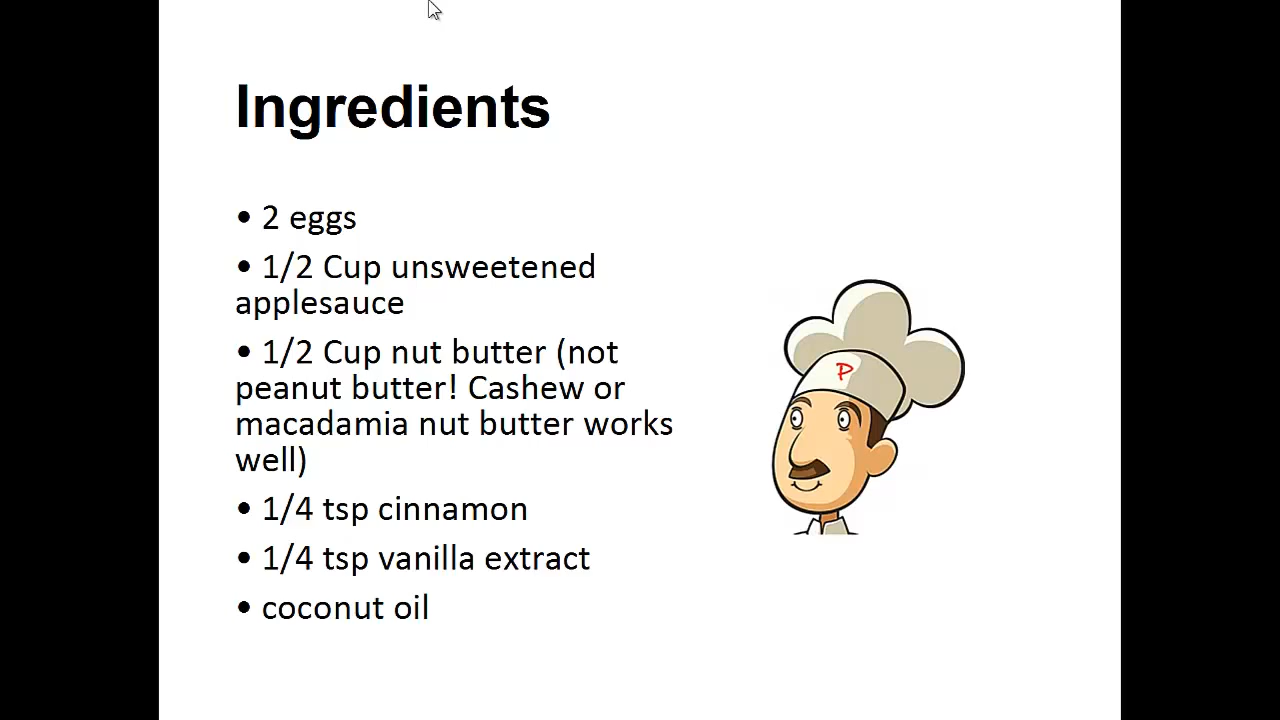 Ingredients
• 2 eggs
• 1/2 Cup unsweetened
applesauce
• 1/2 Cup nut butter (not
peanut butter! Cashew or
macadamia nut butter works
well)
• 1/4 tsp cinnamon
• 1/4 tsp vanilla extract
• coconut oil
P